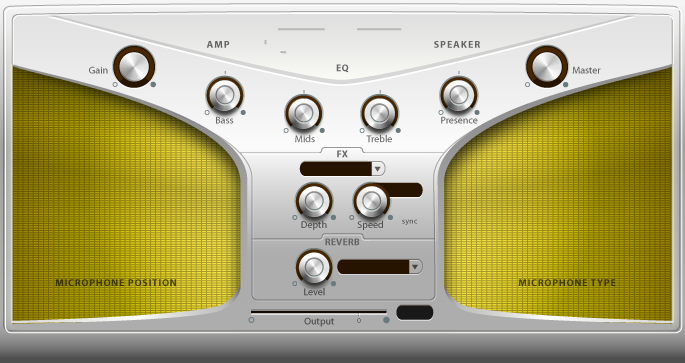 AMP
SPEAKER
EQ
Gain
Master
Bass
Presence
Mids
Treble
FX
Depth
Speed
sync
REVERB
MICROPHONE POSITION
MICROPHONE TYPE
Level
Output